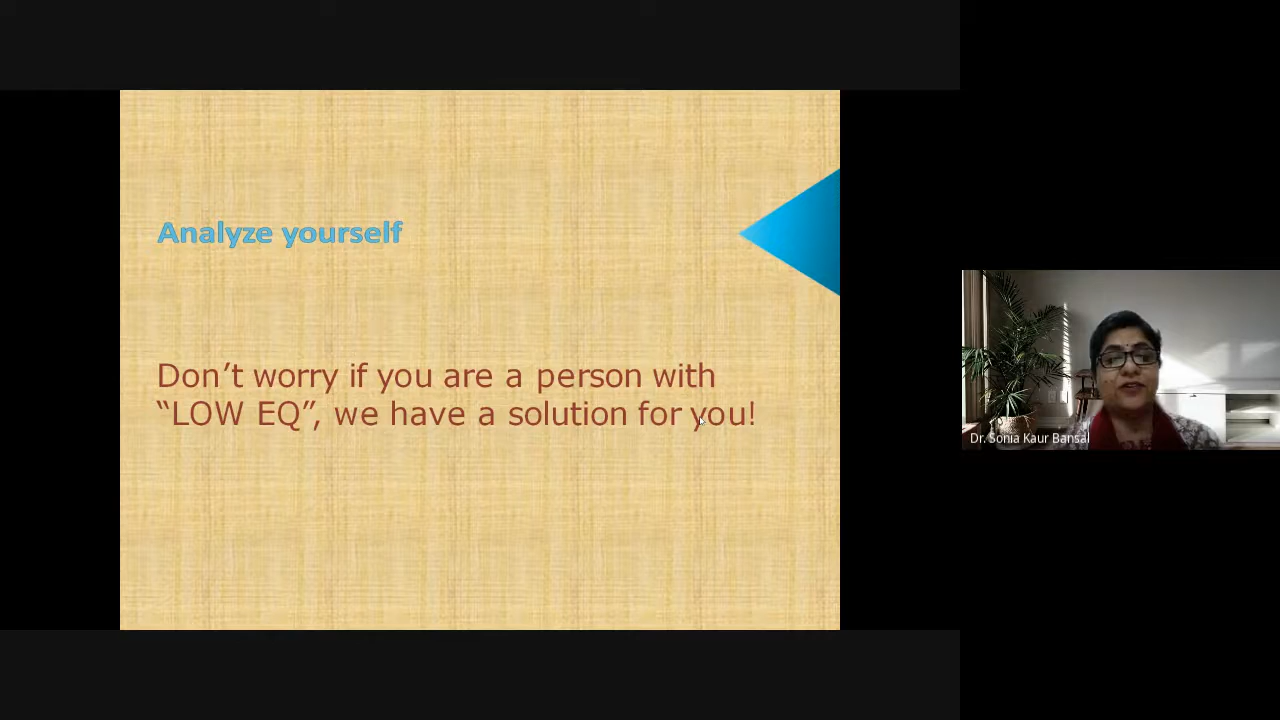 Analyze yourself
Don’t worry if you are a person with
“LOW EQ”, we have a solution for you!
Dr. Sonia Kaur Bansal